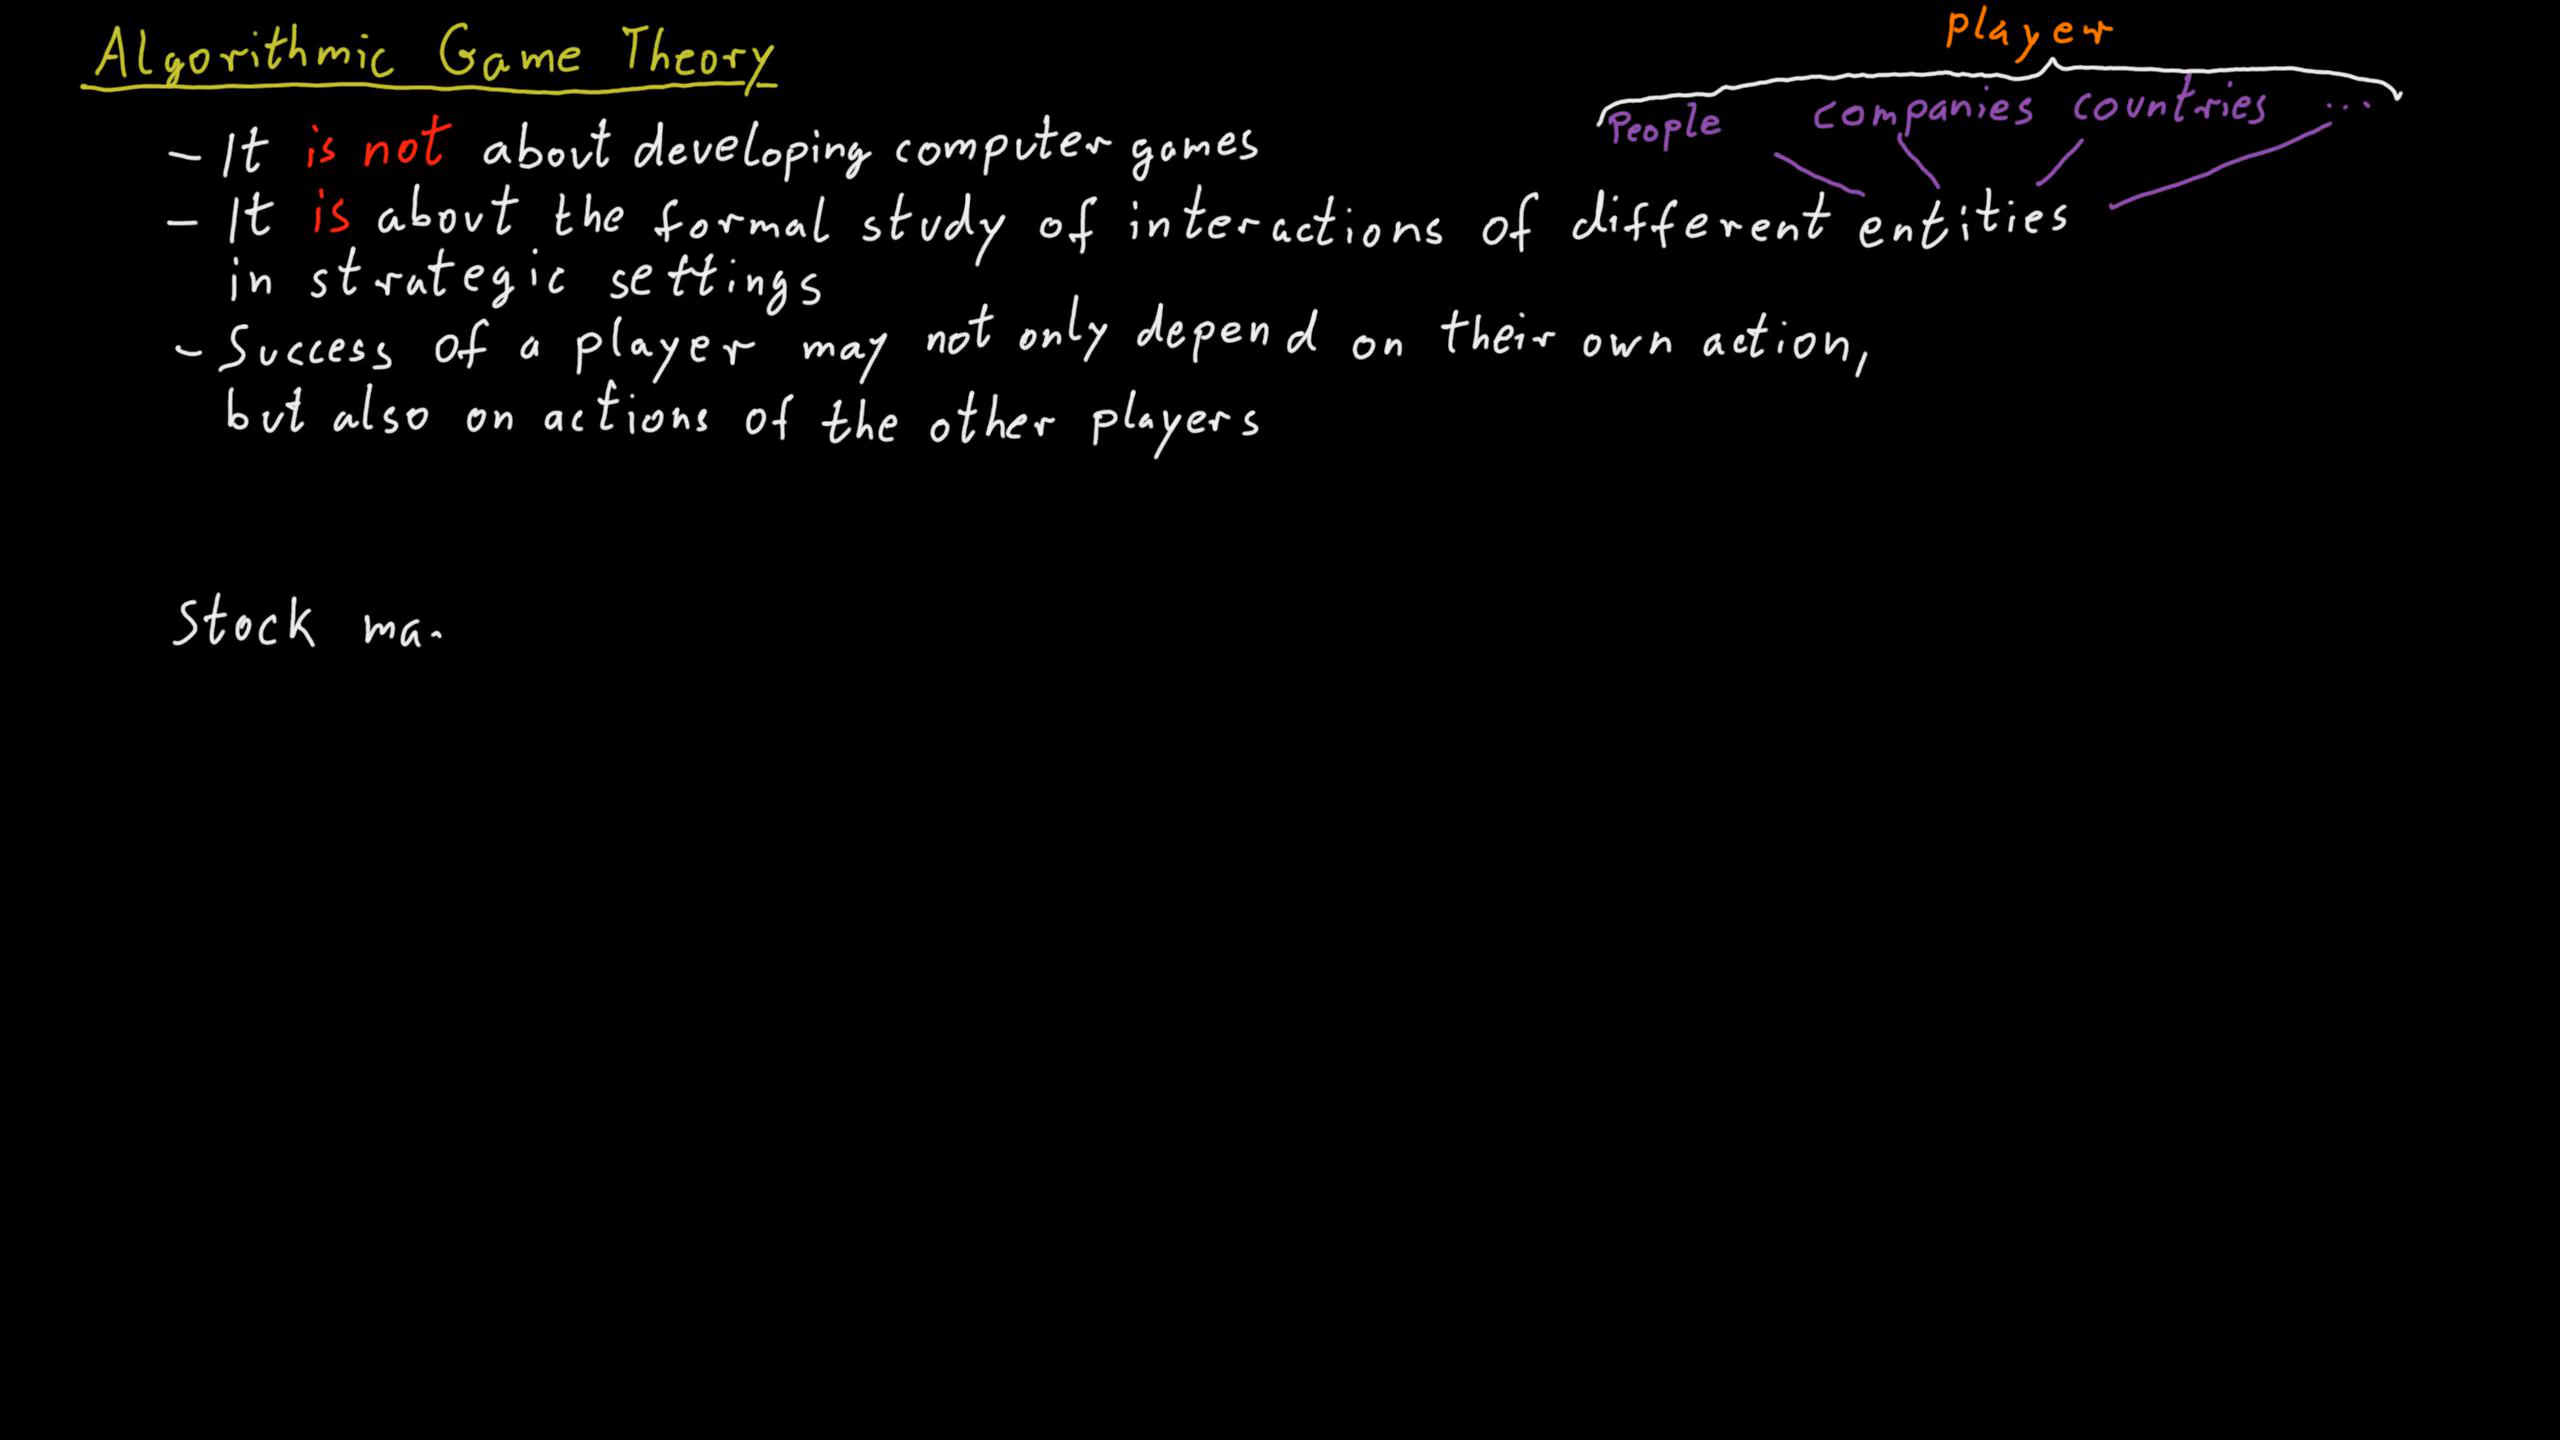 Algorithmic Game Theory
Player
People companies countries ...
- It is not about developing computer games
- It is about the formal study of interactions of different entities
in strategic settings
- Success of a player may not only depend on their own action,
but also on actions of the other players
Stock ma